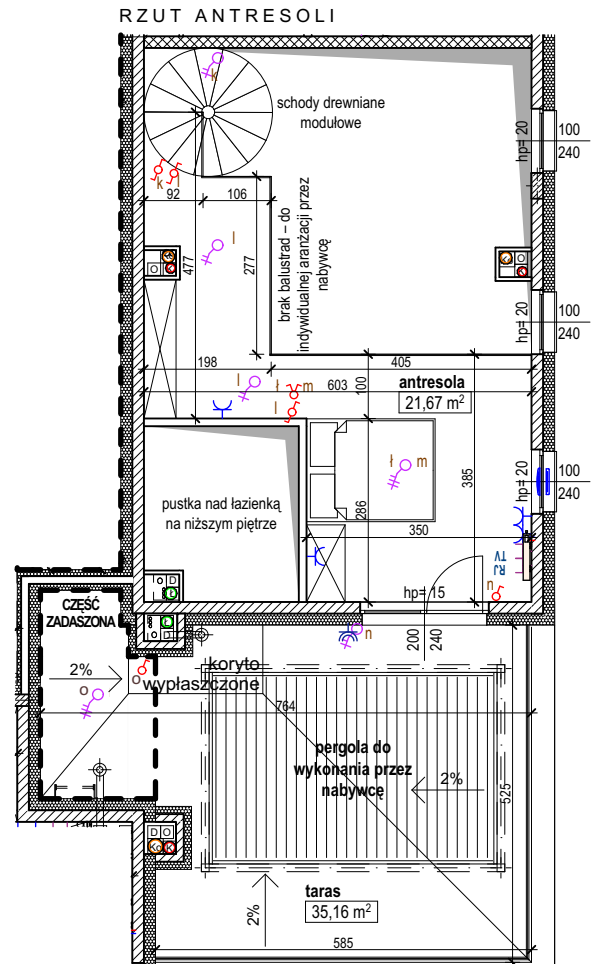 RZUT ANTRESOLI
k
schody drewniane
modułowe
hp= 20
100
240
k l
92
106
l
477
277
brak balustrad – do
indywidualnej aranżacji przez
nabywcę
D
K
K
hp= 20
100
240
198
405
603
100
antresola
21,67 m²
l
ł m
l
ł m
385
hp= 20
100
240
286
350
pustka nad łazienką
na niższym piętrze
RJ
TV
n
hp= 15
200
240
n
CZĘŚĆ
ZADASZONA
D
Ł
Ł
2%
o
o
koryto
wypłaszczone
764
pergola do
wykonania przez
nabywcę
2%
525
D
Ko
K
taras
35,16 m²
2%
585